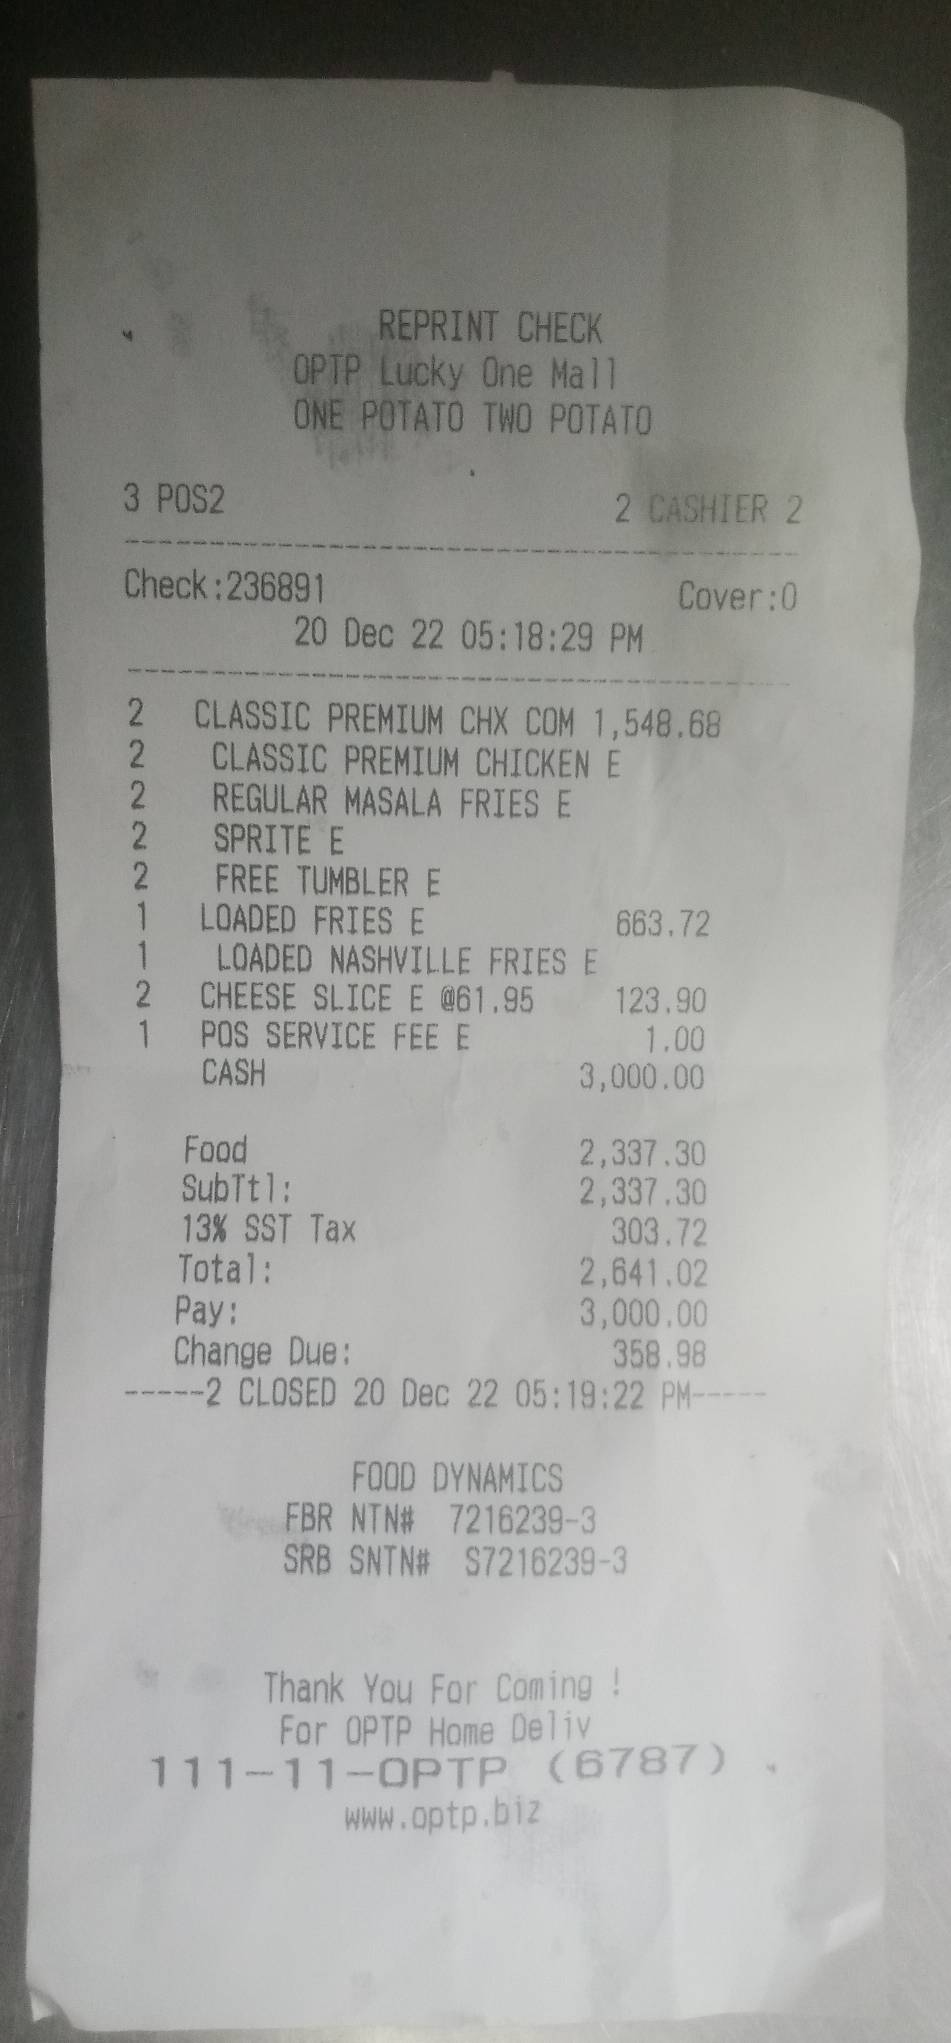 REPRINT CHECK
OPTP Lucky One Mall
ONE POTATO TWO POTATO
3 POS2 2 CASHIER 2
Check:236891 Cover:0
20 Dec 22 05:18:29 PM
2 CLASSIC PREMIUM CHX COM 1,548.68
2 CLASSIC PREMIUM CHICKEN E
2 REGULAR MASALA FRIES E
2 SPRITE E
2 FREE TUMBLER E
1 LOADED FRIES E 663.72
1 LOADED NASHVILLE FRIES E
2 CHEESE SLICE E @61.95 123.90
1 POS SERVICE FEE E 1.00
CASH 3,000.00
Food 2,337.30
SubTtl: 2,337.30
13% SST Tax 303.72
Total: 2,641.02
Pay: 3,000.00
Change Due: 358.98
-----2 CLOSED 20 Dec 22 05:19:22 PM-----
FOOD DYNAMICS
FBR NTN# 7216239-3
SRB SNTN# S7216239-3
Thank You For Coming !
For OPTP Home Deliv
111-11-OPTP (6787)
www.optp.biz